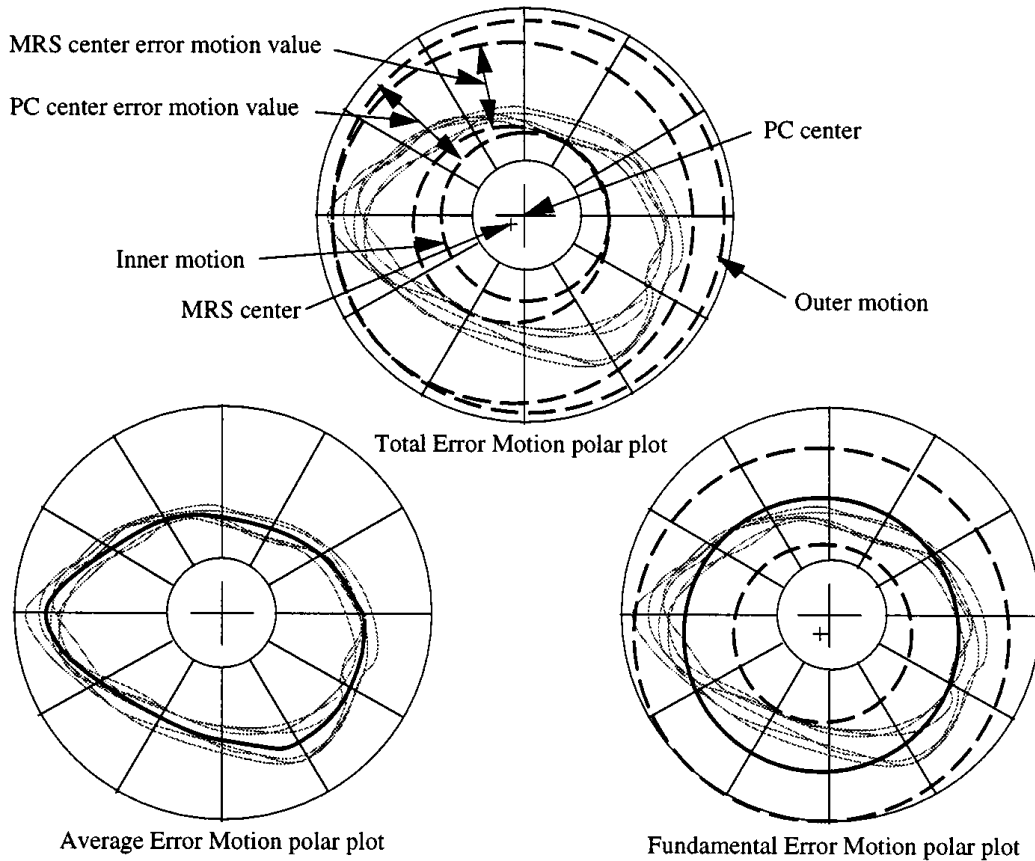 MRS center error motion value
PC center error motion value
PC center
Inner motion
MRS center
Outer motion
Total Error Motion polar plot
Average Error Motion polar plot
Fundamental Error Motion polar plot